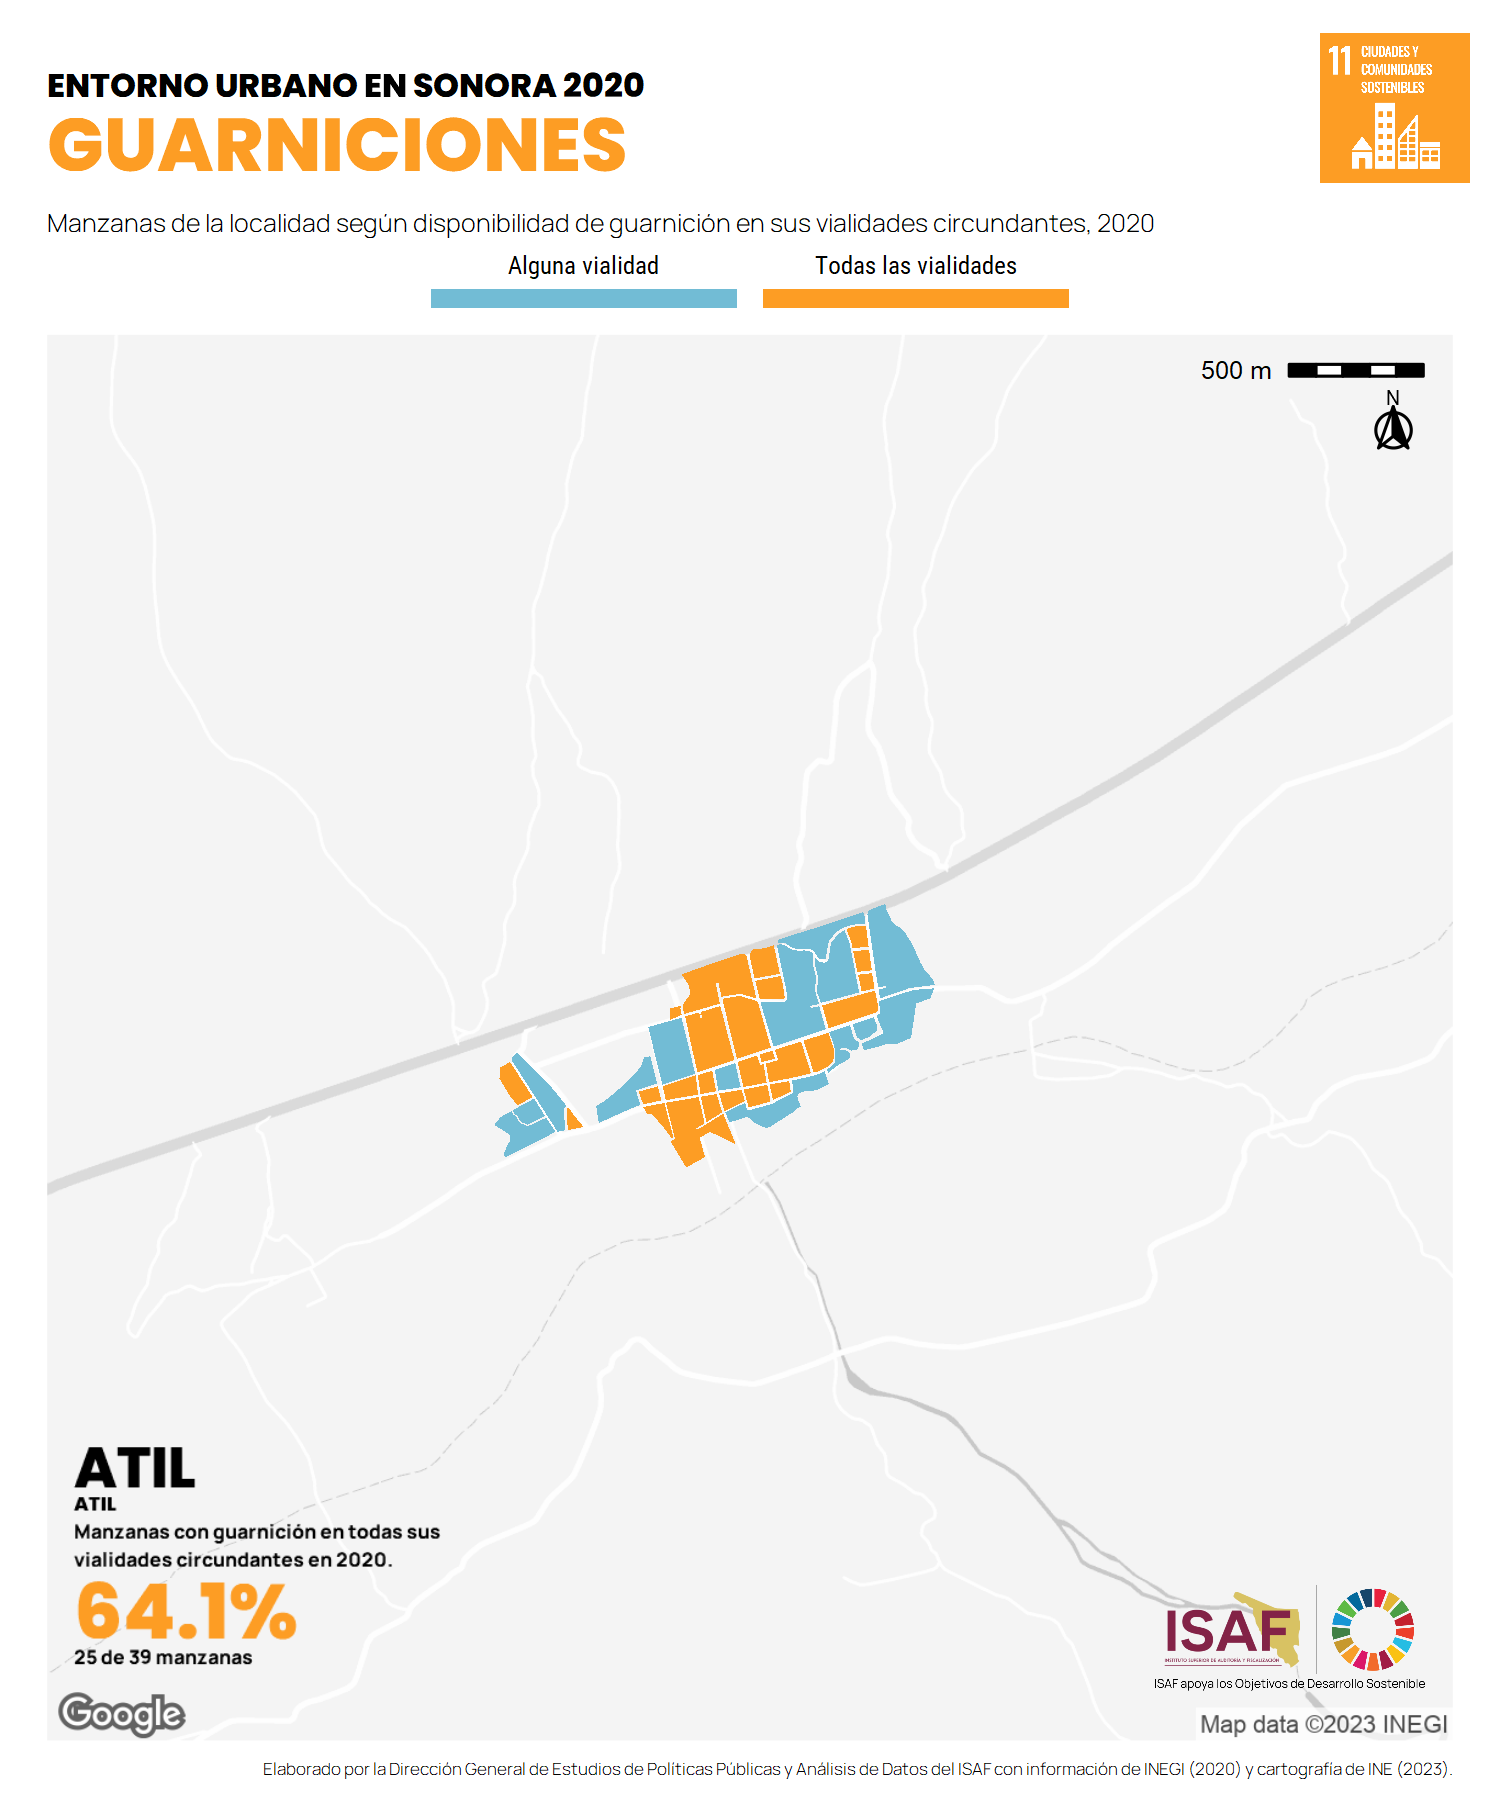 ENTORNO URBANO EN SONORA 2020
GUARNICIONES
11 CIUDADES Y
COMUNIDADES
SOSTENIBLES
Manzanas de la localidad según disponibilidad de guarnición en sus vialidades circundantes, 2020
Alguna vialidad
Todas las vialidades
500 m
N
ATIL
ATIL
Manzanas con guarnición en todas sus
vialidades circundantes en 2020.
64.1%
25 de 39 manzanas
Google
ISAF
INSTITUTO SUPERIOR DE AUDITORÍA Y FISCALIZACIÓN
ISAF apoya los Objetivos de Desarrollo Sostenible
Map data ©2023 INEGI
Elaborado por la Dirección General de Estudios de Políticas Públicas y Análisis de Datos del ISAF con información de INEGI (2020) y cartografía de INE (2023).